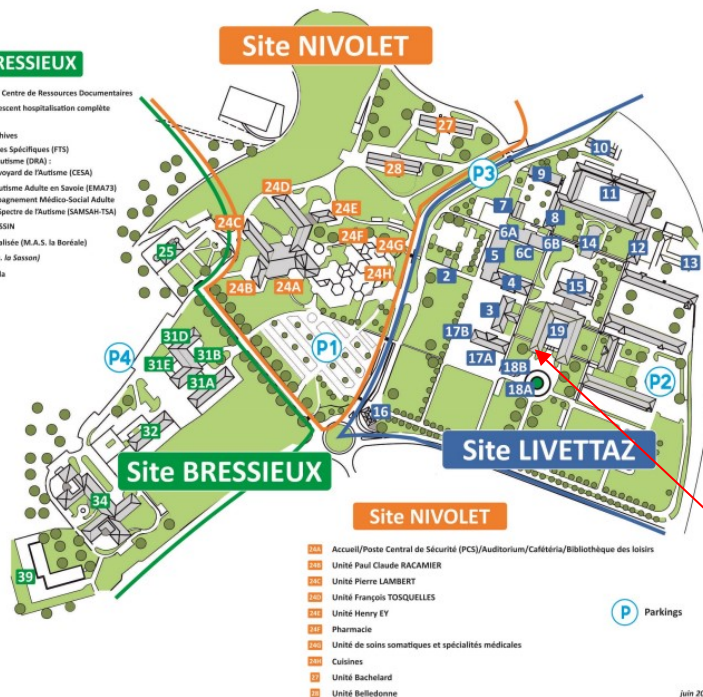 Site NIVOLET
RESSIEUX
Centre de Ressources Documentaires
escent hospitalisation complète
hives
es Spécifiques (FTS)
utisme (DRA) :
voyard de l'Autisme (CESA)
utisme Adulte en Savoie (EMA73)
pagnement Médico-Social Adulte
Spectre de l'Autisme (SAMSAH-TSA)
SSIN
alisée (M.A.S. la Boréale)
. la Sasson)
la
27
28
P3
10
9
11
24D
24E
7
8
24C
24F
6A
6B
14
12
25
24G
5
6C
13
24B
24A
24H
2
4
15
3
31D
P1
17B
19
P4
31B
31E
17A
18B
P2
31A
18A
16
32
Site LIVETTAZ
Site BRESSIEUX
34
39
Site NIVOLET
24A Accueil/Poste Central de Sécurité (PCS)/Auditorium/Cafétéria/Bibliothèque des loisirs
24B Unité Paul Claude RACAMIER
24C Unité Pierre LAMBERT
24D Unité François TOSQUELLES
24E Unité Henry EY
24F Pharmacie
24G Unité de soins somatiques et spécialités médicales
24H Cuisines
27 Unité Bachelard
28 Unité Belledonne
P Parkings
juin 20